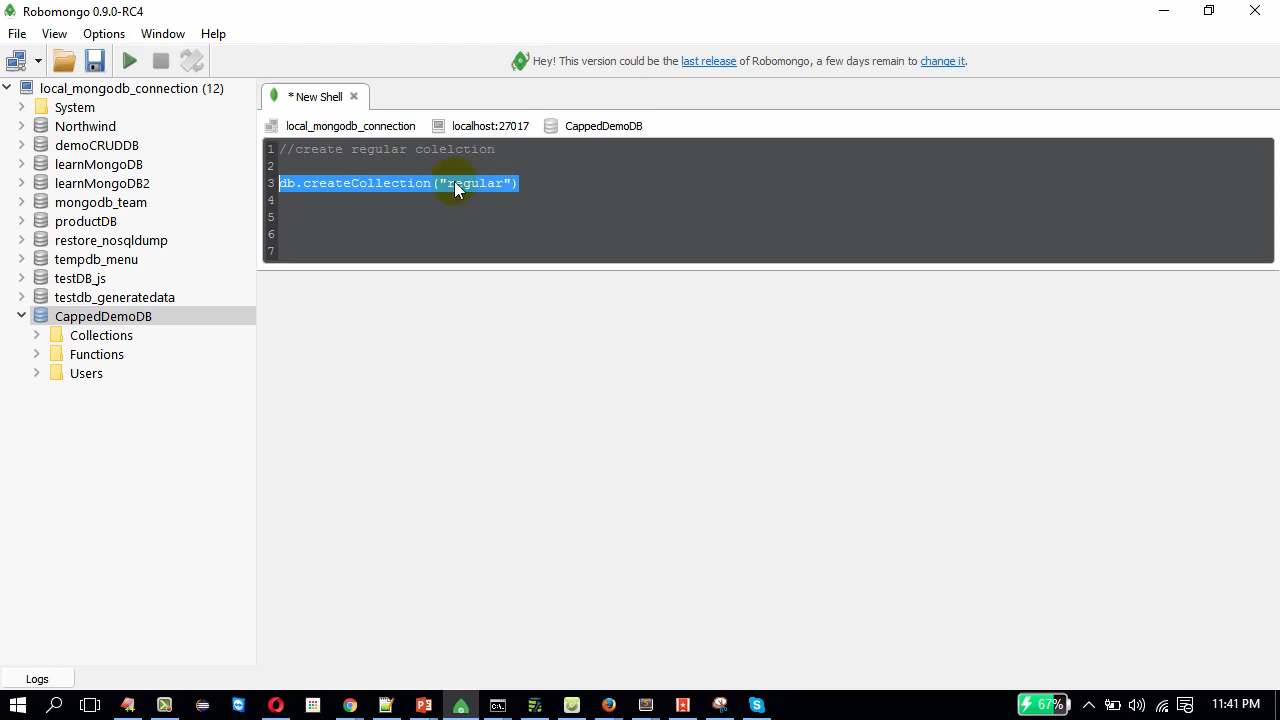 Robomongo 0.9.0-RC4
File View Options Window Help
Hey! This version could be the last release of Robomongo, a few days remain to change it.
local_mongodb_connection (12)
System
Northwind
demoCRUDDB
learnMongoDB
learnMongoDB2
mongodb_team
productDB
restore_nosqldump
tempdb_menu
testDB_js
testdb_generatedata
CappedDemoDB
Collections
Functions
Users
* New Shell
local_mongodb_connection localhost:27017 CappedDemoDB
1 //create regular colelction
2
3 db.createCollection("regular")
4
5
6
7
Logs
67% 11:41 PM